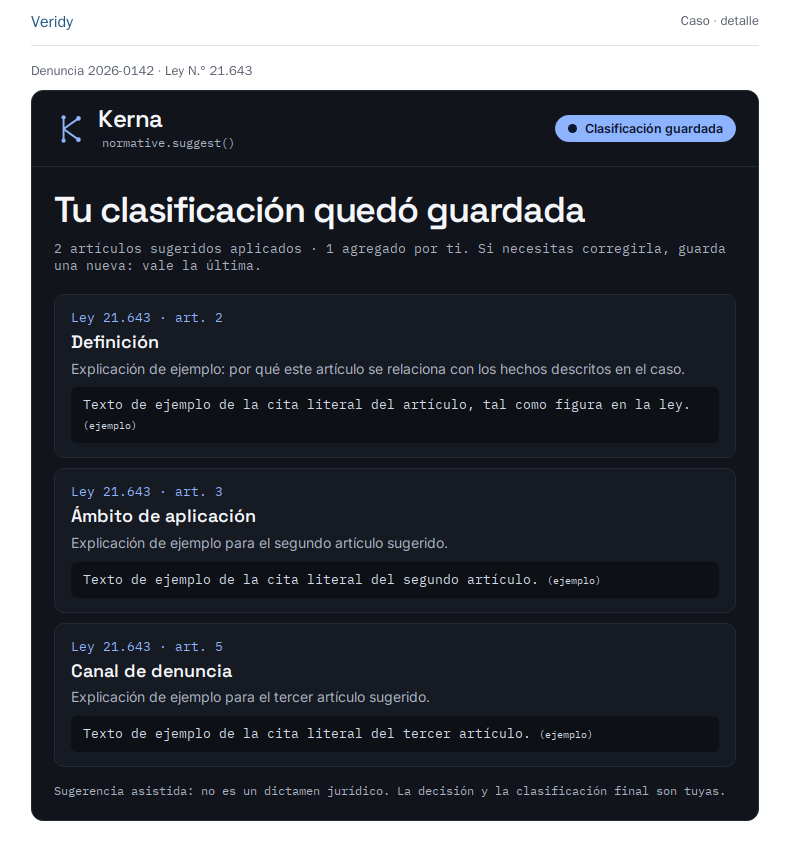 Veridy
Caso · detalle
Denuncia 2026-0142 · Ley N.° 21.643
Kerna
normative.suggest()
Clasificación guardada
Tu clasificación quedó guardada
2 artículos sugeridos aplicados · 1 agregado por ti. Si necesitas corregirla, guarda
una nueva: vale la última.
Ley 21.643 · art. 2
Definición
Explicación de ejemplo: por qué este artículo se relaciona con los hechos descritos en el caso.
Texto de ejemplo de la cita literal del artículo, tal como figura en la ley.
(ejemplo)
Ley 21.643 · art. 3
Ámbito de aplicación
Explicación de ejemplo para el segundo artículo sugerido.
Texto de ejemplo de la cita literal del segundo artículo. (ejemplo)
Ley 21.643 · art. 5
Canal de denuncia
Explicación de ejemplo para el tercer artículo sugerido.
Texto de ejemplo de la cita literal del tercer artículo. (ejemplo)
Sugerencia asistida: no es un dictamen jurídico. La decisión y la clasificación final son tuyas.